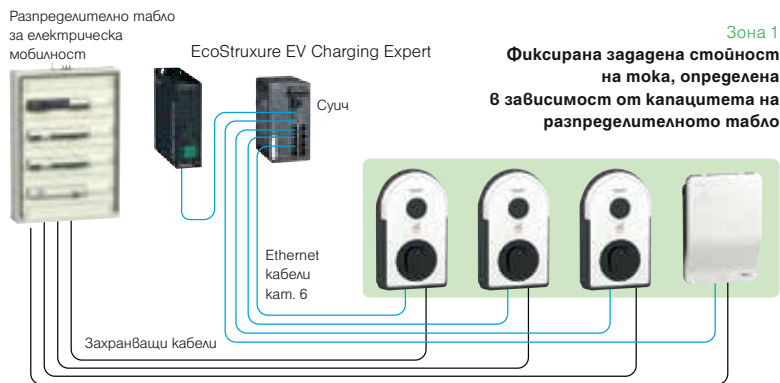 Разпределително табло
за електрическа
мобилност
EcoStruxure EV Charging Expert
Суич
Зона 1
Фиксирана зададена стойност
на тока, определена
в зависимост от капацитета на
разпределителното табло
Ethernet
кабели
кат. 6
Захранващи кабели